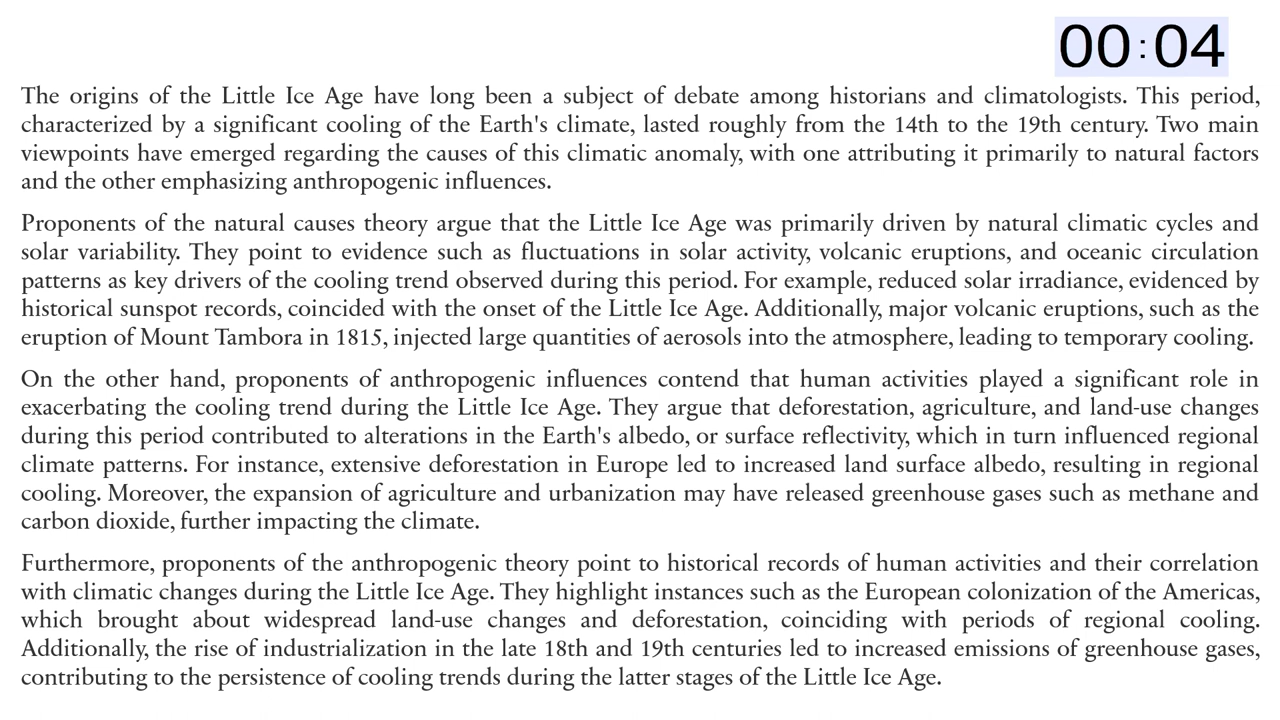 00:04
The origins of the Little Ice Age have long been a subject of debate among historians and climatologists. This period,
characterized by a significant cooling of the Earth's climate, lasted roughly from the 14th to the 19th century. Two main
viewpoints have emerged regarding the causes of this climatic anomaly, with one attributing it primarily to natural factors
and the other emphasizing anthropogenic influences.
Proponents of the natural causes theory argue that the Little Ice Age was primarily driven by natural climatic cycles and
solar variability. They point to evidence such as fluctuations in solar activity, volcanic eruptions, and oceanic circulation
patterns as key drivers of the cooling trend observed during this period. For example, reduced solar irradiance, evidenced by
historical sunspot records, coincided with the onset of the Little Ice Age. Additionally, major volcanic eruptions, such as the
eruption of Mount Tambora in 1815, injected large quantities of aerosols into the atmosphere, leading to temporary cooling.
On the other hand, proponents of anthropogenic influences contend that human activities played a significant role in
exacerbating the cooling trend during the Little Ice Age. They argue that deforestation, agriculture, and land-use changes
during this period contributed to alterations in the Earth's albedo, or surface reflectivity, which in turn influenced regional
climate patterns. For instance, extensive deforestation in Europe led to increased land surface albedo, resulting in regional
cooling. Moreover, the expansion of agriculture and urbanization may have released greenhouse gases such as methane and
carbon dioxide, further impacting the climate.
Furthermore, proponents of the anthropogenic theory point to historical records of human activities and their correlation
with climatic changes during the Little Ice Age. They highlight instances such as the European colonization of the Americas,
which brought about widespread land-use changes and deforestation, coinciding with periods of regional cooling.
Additionally, the rise of industrialization in the late 18th and 19th centuries led to increased emissions of greenhouse gases,
contributing to the persistence of cooling trends during the latter stages of the Little Ice Age.